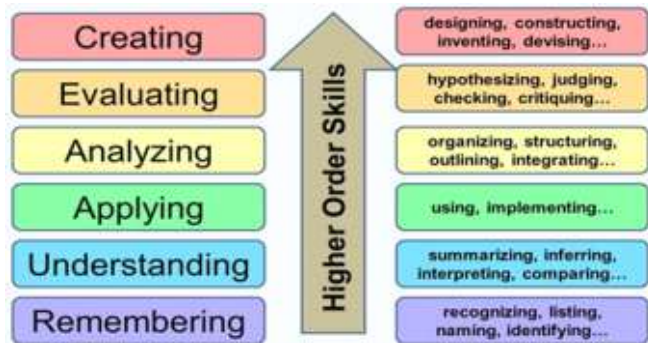 Creating
designing, constructing,
inventing, devising...
Evaluating
hypothesizing, judging,
checking, critiquing...
Analyzing
organizing, structuring,
outlining, integrating...
Applying
using, implementing...
Understanding
summarizing, inferring,
interpreting, comparing...
Remembering
recognizing, listing,
naming, identifying...
Higher Order Skills